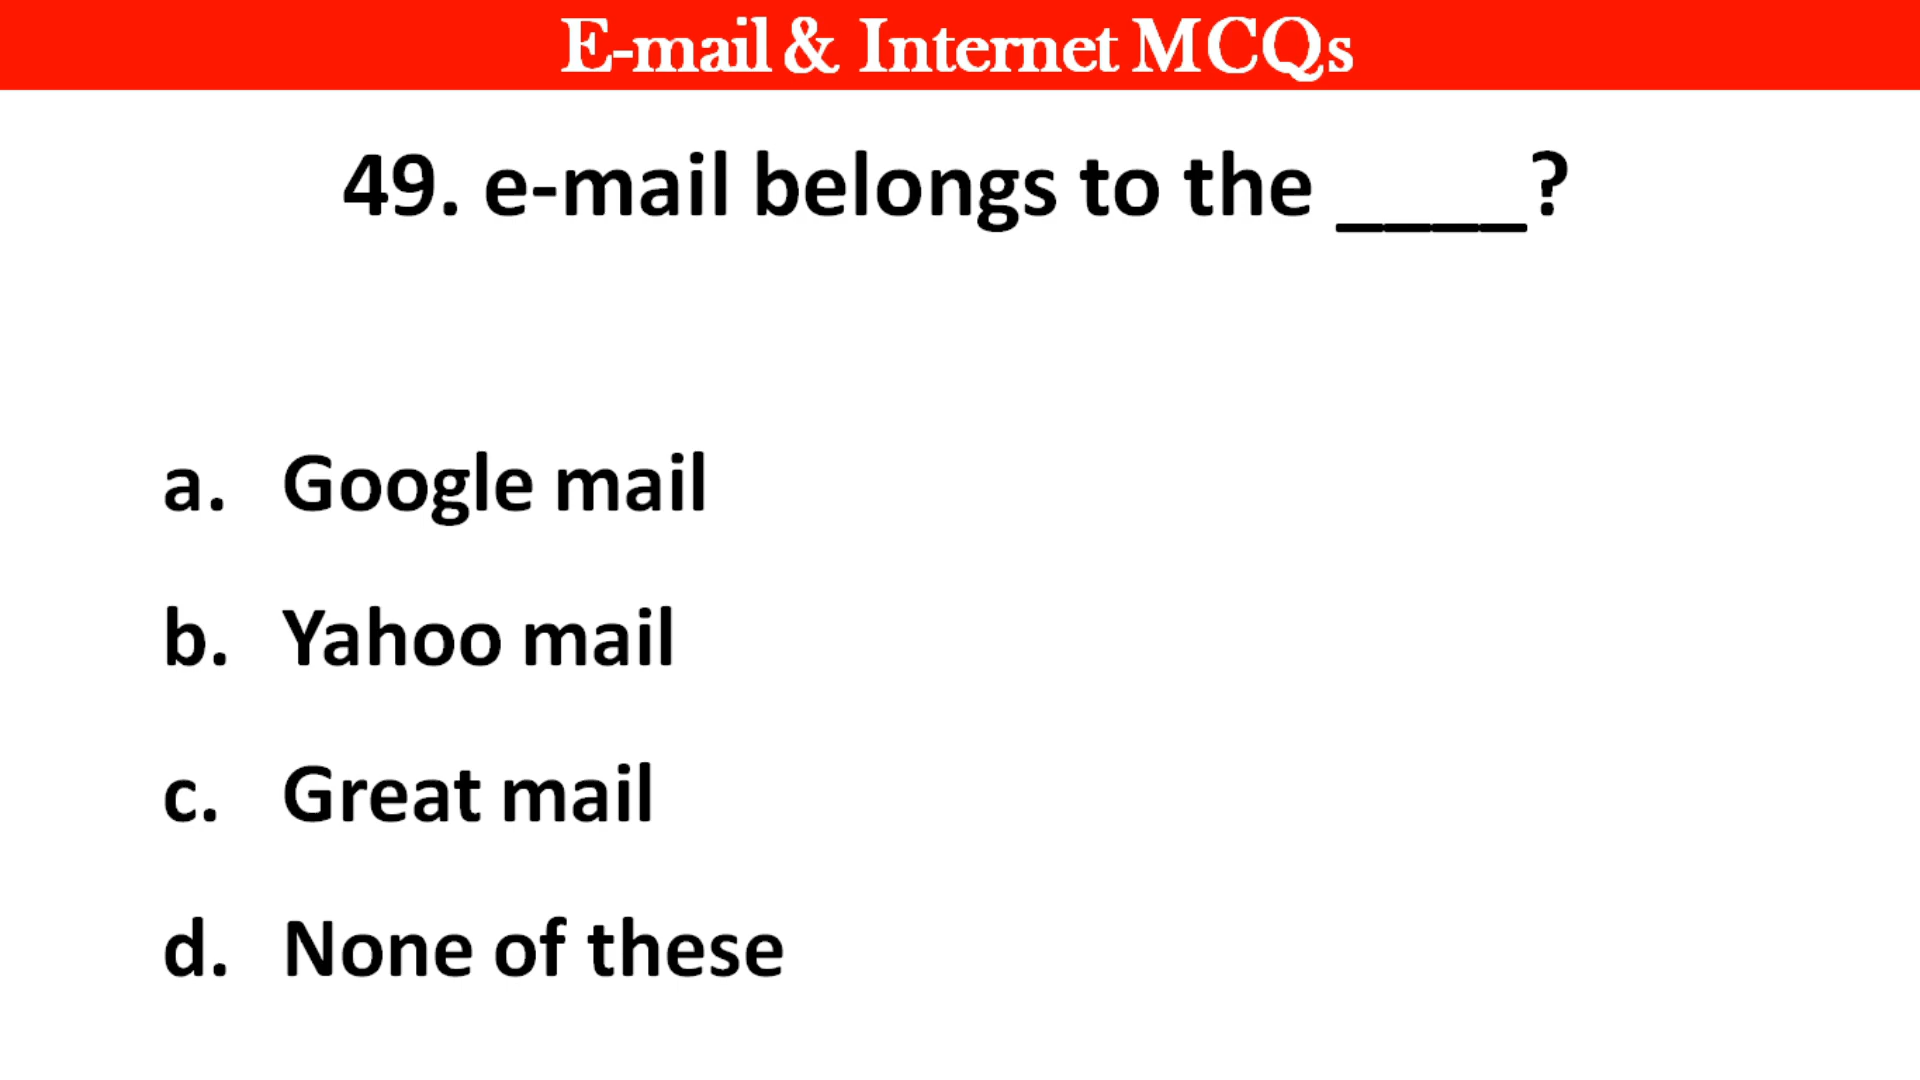 E-mail & Internet MCQs
49. e-mail belongs to the ____?
a. Google mail
b. Yahoo mail
c. Great mail
d. None of these